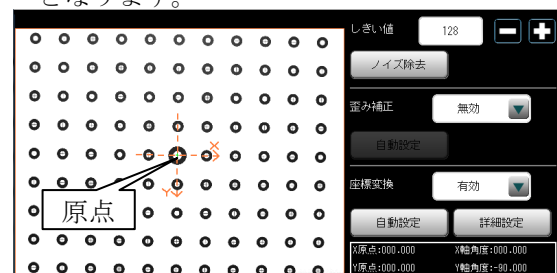 となります。
しきい値 128
ノイズ除去
歪み補正 無効
自動設定
X
Y
原点
座標変換 有効
自動設定 詳細設定
X原点:000.000 X軸角度:000.000
Y原点:000.000 Y軸角度:-90.000